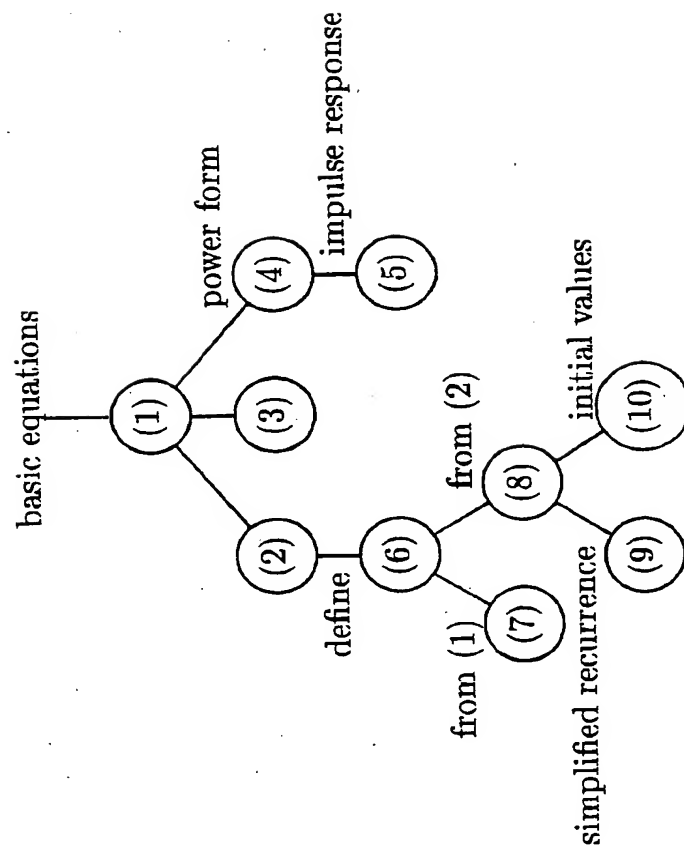 basic equations
(1)
power form
(2)
(3)
(4)
impulse response
define
(6)
(5)
from (1)
from (2)
(7)
(8)
simplified recurrence
initial values
(9)
(10)